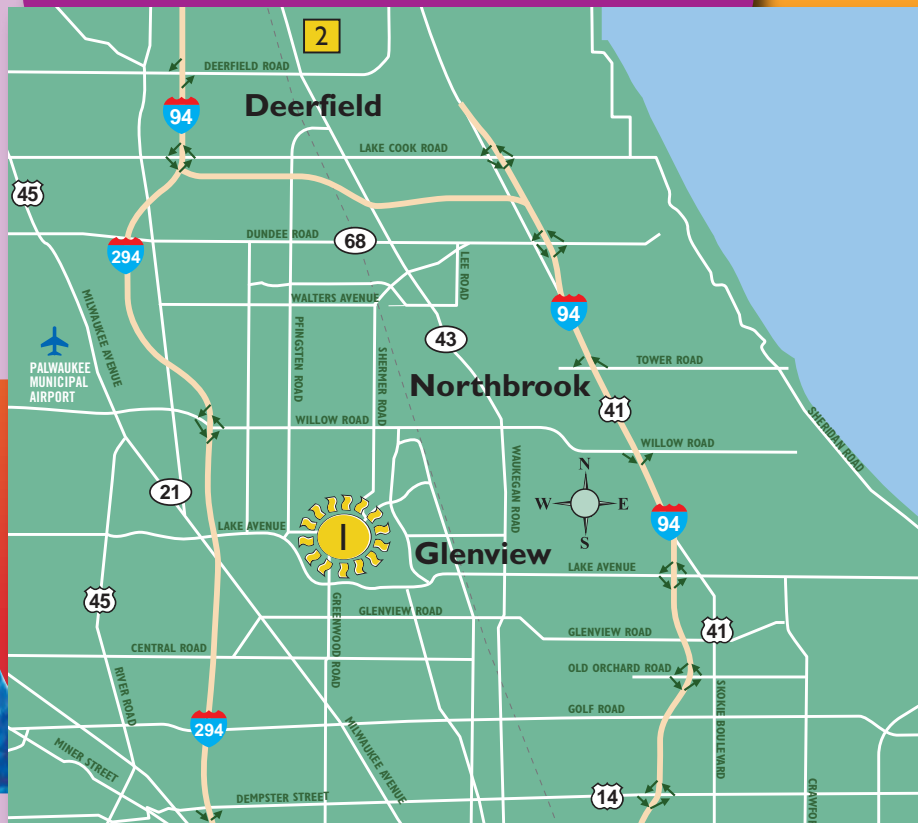 2
DEERFIELD ROAD
Deerfield
94
LAKE COOK ROAD
45
DUNDEE ROAD
68
294
LEE ROAD
MILWAUKEE AVENUE
WALTERS AVENUE
94
PALWAUKEE
MUNICIPAL
AIRPORT
PFINGSTEN ROAD
SHERMER ROAD
43
TOWER ROAD
Northbrook
41
WILLOW ROAD
SHERIDAN ROAD
WILLOW ROAD
WAUKEGAN ROAD
N
W
E
S
21
94
LAKE AVENUE
1
Glenview
LAKE AVENUE
45
GREENWOOD ROAD
GLENVIEW ROAD
GLENVIEW ROAD
41
CENTRAL ROAD
OLD ORCHARD ROAD
RIVER ROAD
SKOKIE BOULEVARD
GOLF ROAD
294
MILWAUKEE AVENUE
MINER STREET
DEMPSTER STREET
14